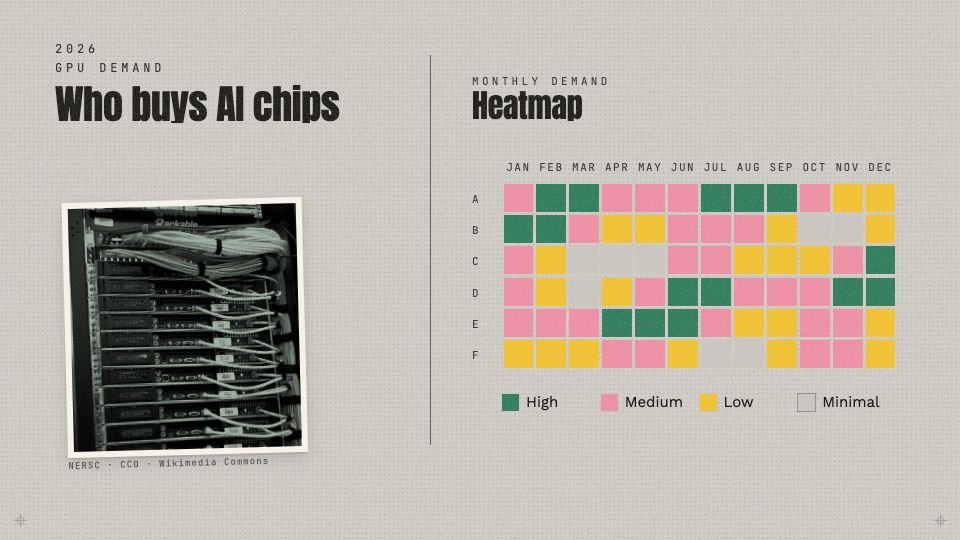 2026
GPU DEMAND
Who buys AI chips
Rackable
NERSC · CC0 · Wikimedia Commons
MONTHLY DEMAND
Heatmap
JAN FEB MAR APR MAY JUN JUL AUG SEP OCT NOV DEC
A
B
C
D
E
F
High Medium Low Minimal